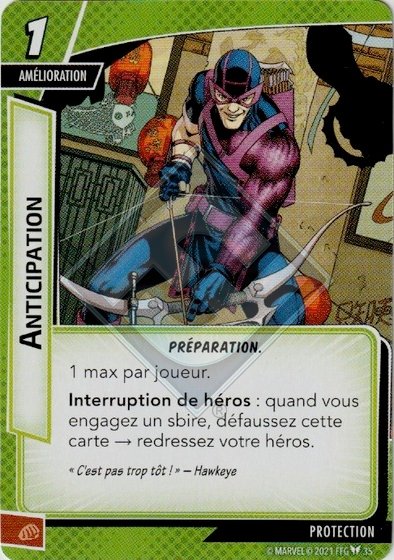 1
AMÉLIORATION
ANTICIPATION
PRÉPARATION.
1 max par joueur.
Interruption de héros : quand vous
engagez un sbire, défaussez cette
carte → redressez votre héros.
« C'est pas trop tôt ! » – Hawkeye
PROTECTION
© MARVEL © 2021 FFG 35